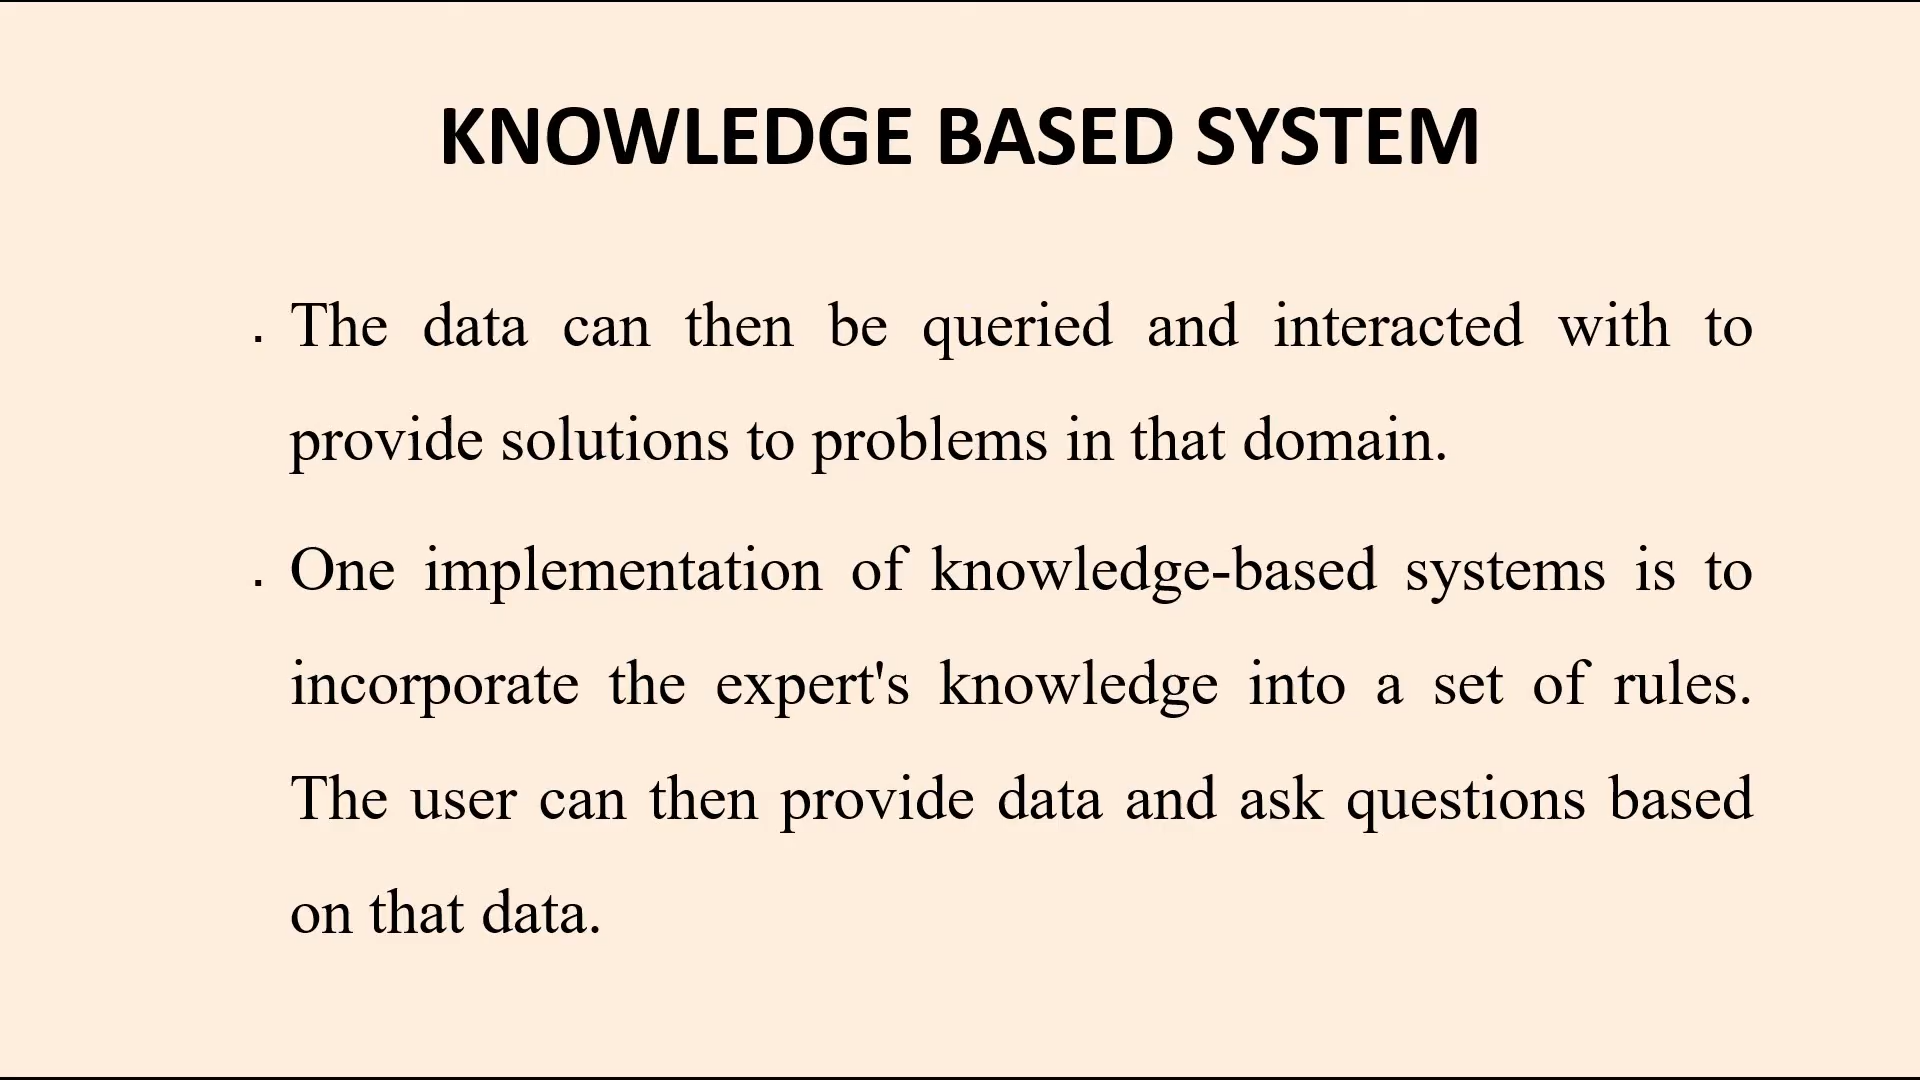 KNOWLEDGE BASED SYSTEM
. The data can then be queried and interacted with to
provide solutions to problems in that domain.
. One implementation of knowledge-based systems is to
incorporate the expert's knowledge into a set of rules.
The user can then provide data and ask questions based
on that data.